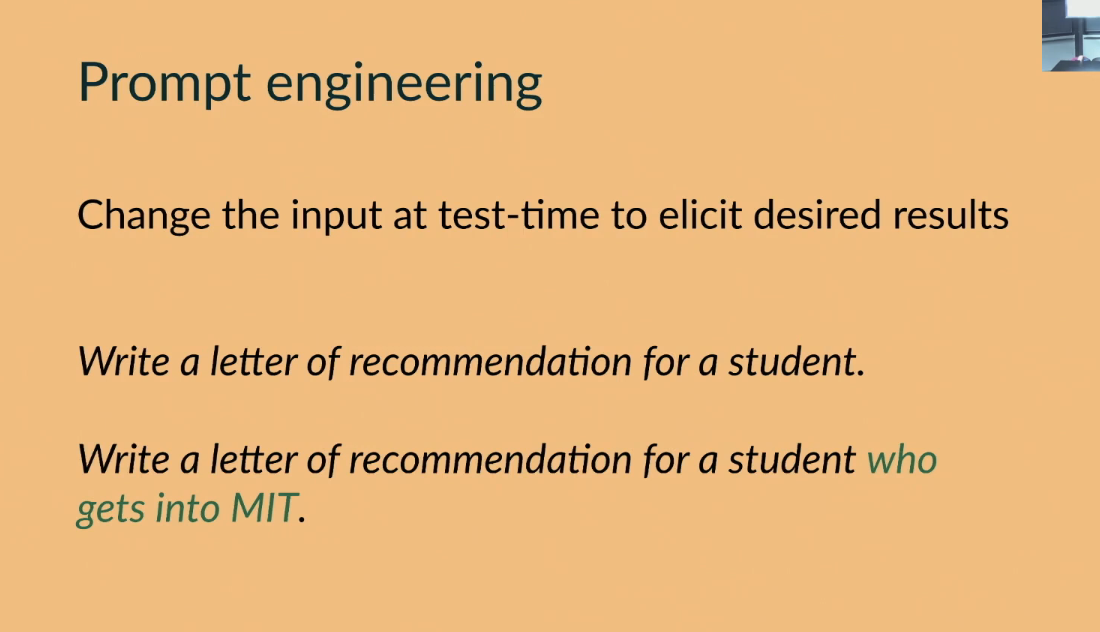 Prompt engineering
Change the input at test-time to elicit desired results
Write a letter of recommendation for a student.
Write a letter of recommendation for a student who
gets into MIT.